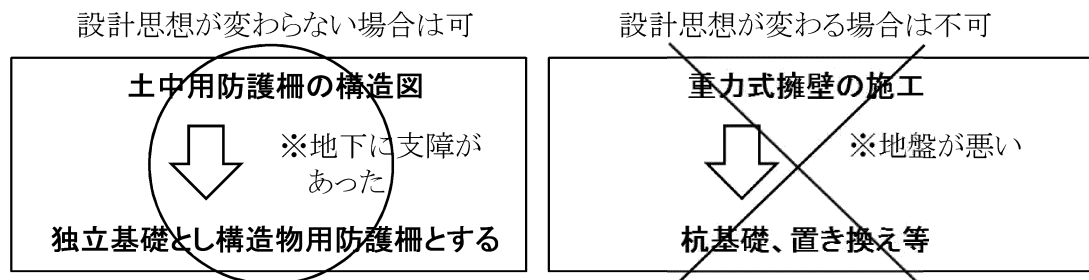 設計思想が変わらない場合は可
土中用防護柵の構造図
※地下に支障が
あった
独立基礎とし構造物用防護柵とする
設計思想が変わる場合は不可
重力式擁壁の施工
※地盤が悪い
杭基礎、置き換え等